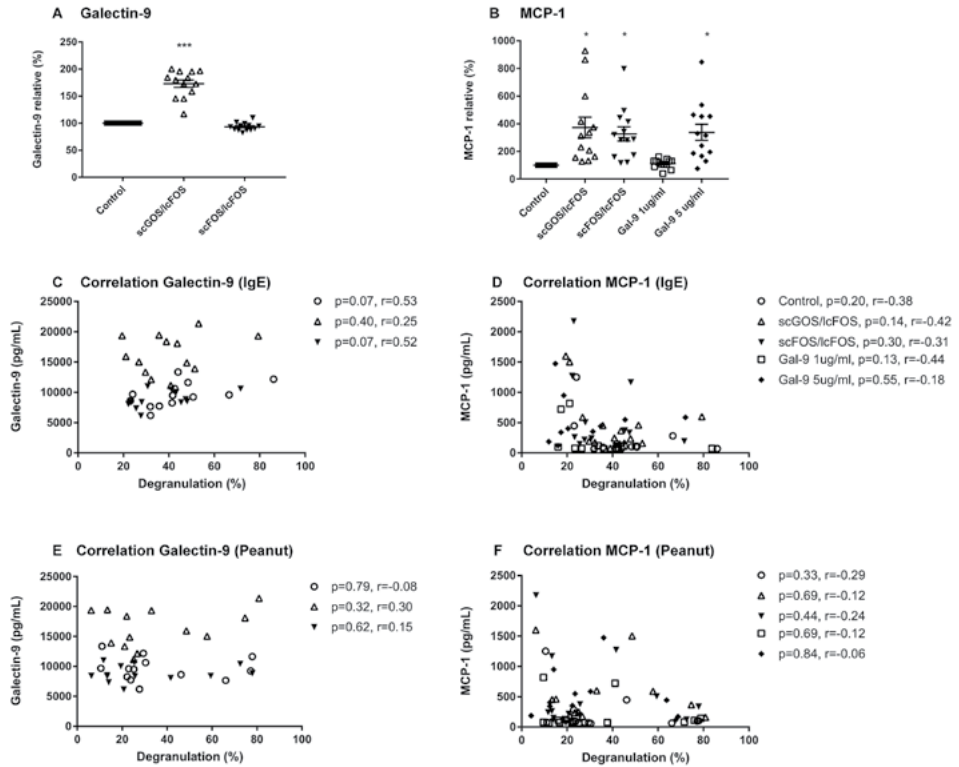 A Galectin-9
***
Galectin-9 relative (%)
250
200
150
100
50
0
Control
scGOS/lcFOS
scFOS/lcFOS
B MCP-1
* * *
MCP-1 relative (%)
1000
800
600
400
200
0
Control
scGOS/lcFOS
scFOS/lcFOS
Gal-9 1ug/ml
Gal-9 5 ug/ml
C Correlation Galectin-9 (IgE)
Galectin-9 (pg/mL)
25000
20000
15000
10000
5000
0
0 20 40 60 80 100
Degranulation (%)
p=0.07, r=0.53
p=0.40, r=0.25
p=0.07, r=0.52
D Correlation MCP-1 (IgE)
MCP-1 (pg/mL)
2500
2000
1500
1000
500
0
0 20 40 60 80 100
Degranulation (%)
Control, p=0.20, r=-0.38
scGOS/lcFOS, p=0.14, r=-0.42
scFOS/lcFOS, p=0.30, r=-0.31
Gal-9 1ug/ml, p=0.13, r=-0.44
Gal-9 5ug/ml, p=0.55, r=-0.18
E Correlation Galectin-9 (Peanut)
Galectin-9 (pg/mL)
25000
20000
15000
10000
5000
0
0 20 40 60 80 100
Degranulation (%)
p=0.79, r=-0.08
p=0.32, r=0.30
p=0.62, r=0.15
F Correlation MCP-1 (Peanut)
MCP-1 (pg/mL)
2500
2000
1500
1000
500
0
0 20 40 60 80 100
Degranulation (%)
p=0.33, r=-0.29
p=0.69, r=-0.12
p=0.44, r=-0.24
p=0.69, r=-0.12
p=0.84, r=-0.06